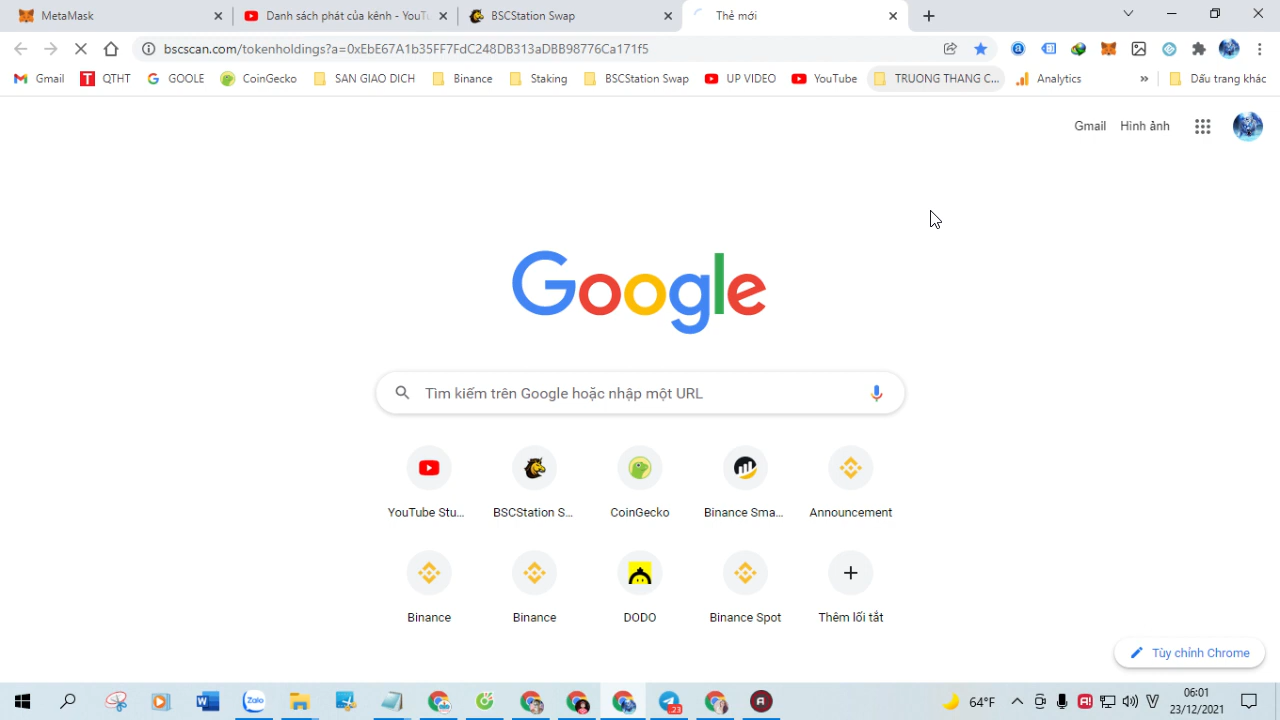 MetaMask
Danh sách phát của kênh - YouTu
BSCStation Swap
Thẻ mới
bscscan.com/tokenholdings?a=0xEbE67A1b35FF7FdC248DB313aDBB98776Ca171f5
Gmail
QTHT
GOOLE
CoinGecko
SAN GIAO DICH
Binance
Staking
BSCStation Swap
UP VIDEO
YouTube
TRUONG THANG C...
Analytics
»
Dấu trang khác
Gmail
Hình ảnh
Google
Tìm kiếm trên Google hoặc nhập một URL
YouTube Stu...
BSCStation S...
CoinGecko
Binance Sma...
Announcement
Binance
Binance
DODO
Binance Spot
Thêm lối tắt
Tùy chỉnh Chrome
Zalo
23
64°F
06:01
23/12/2021